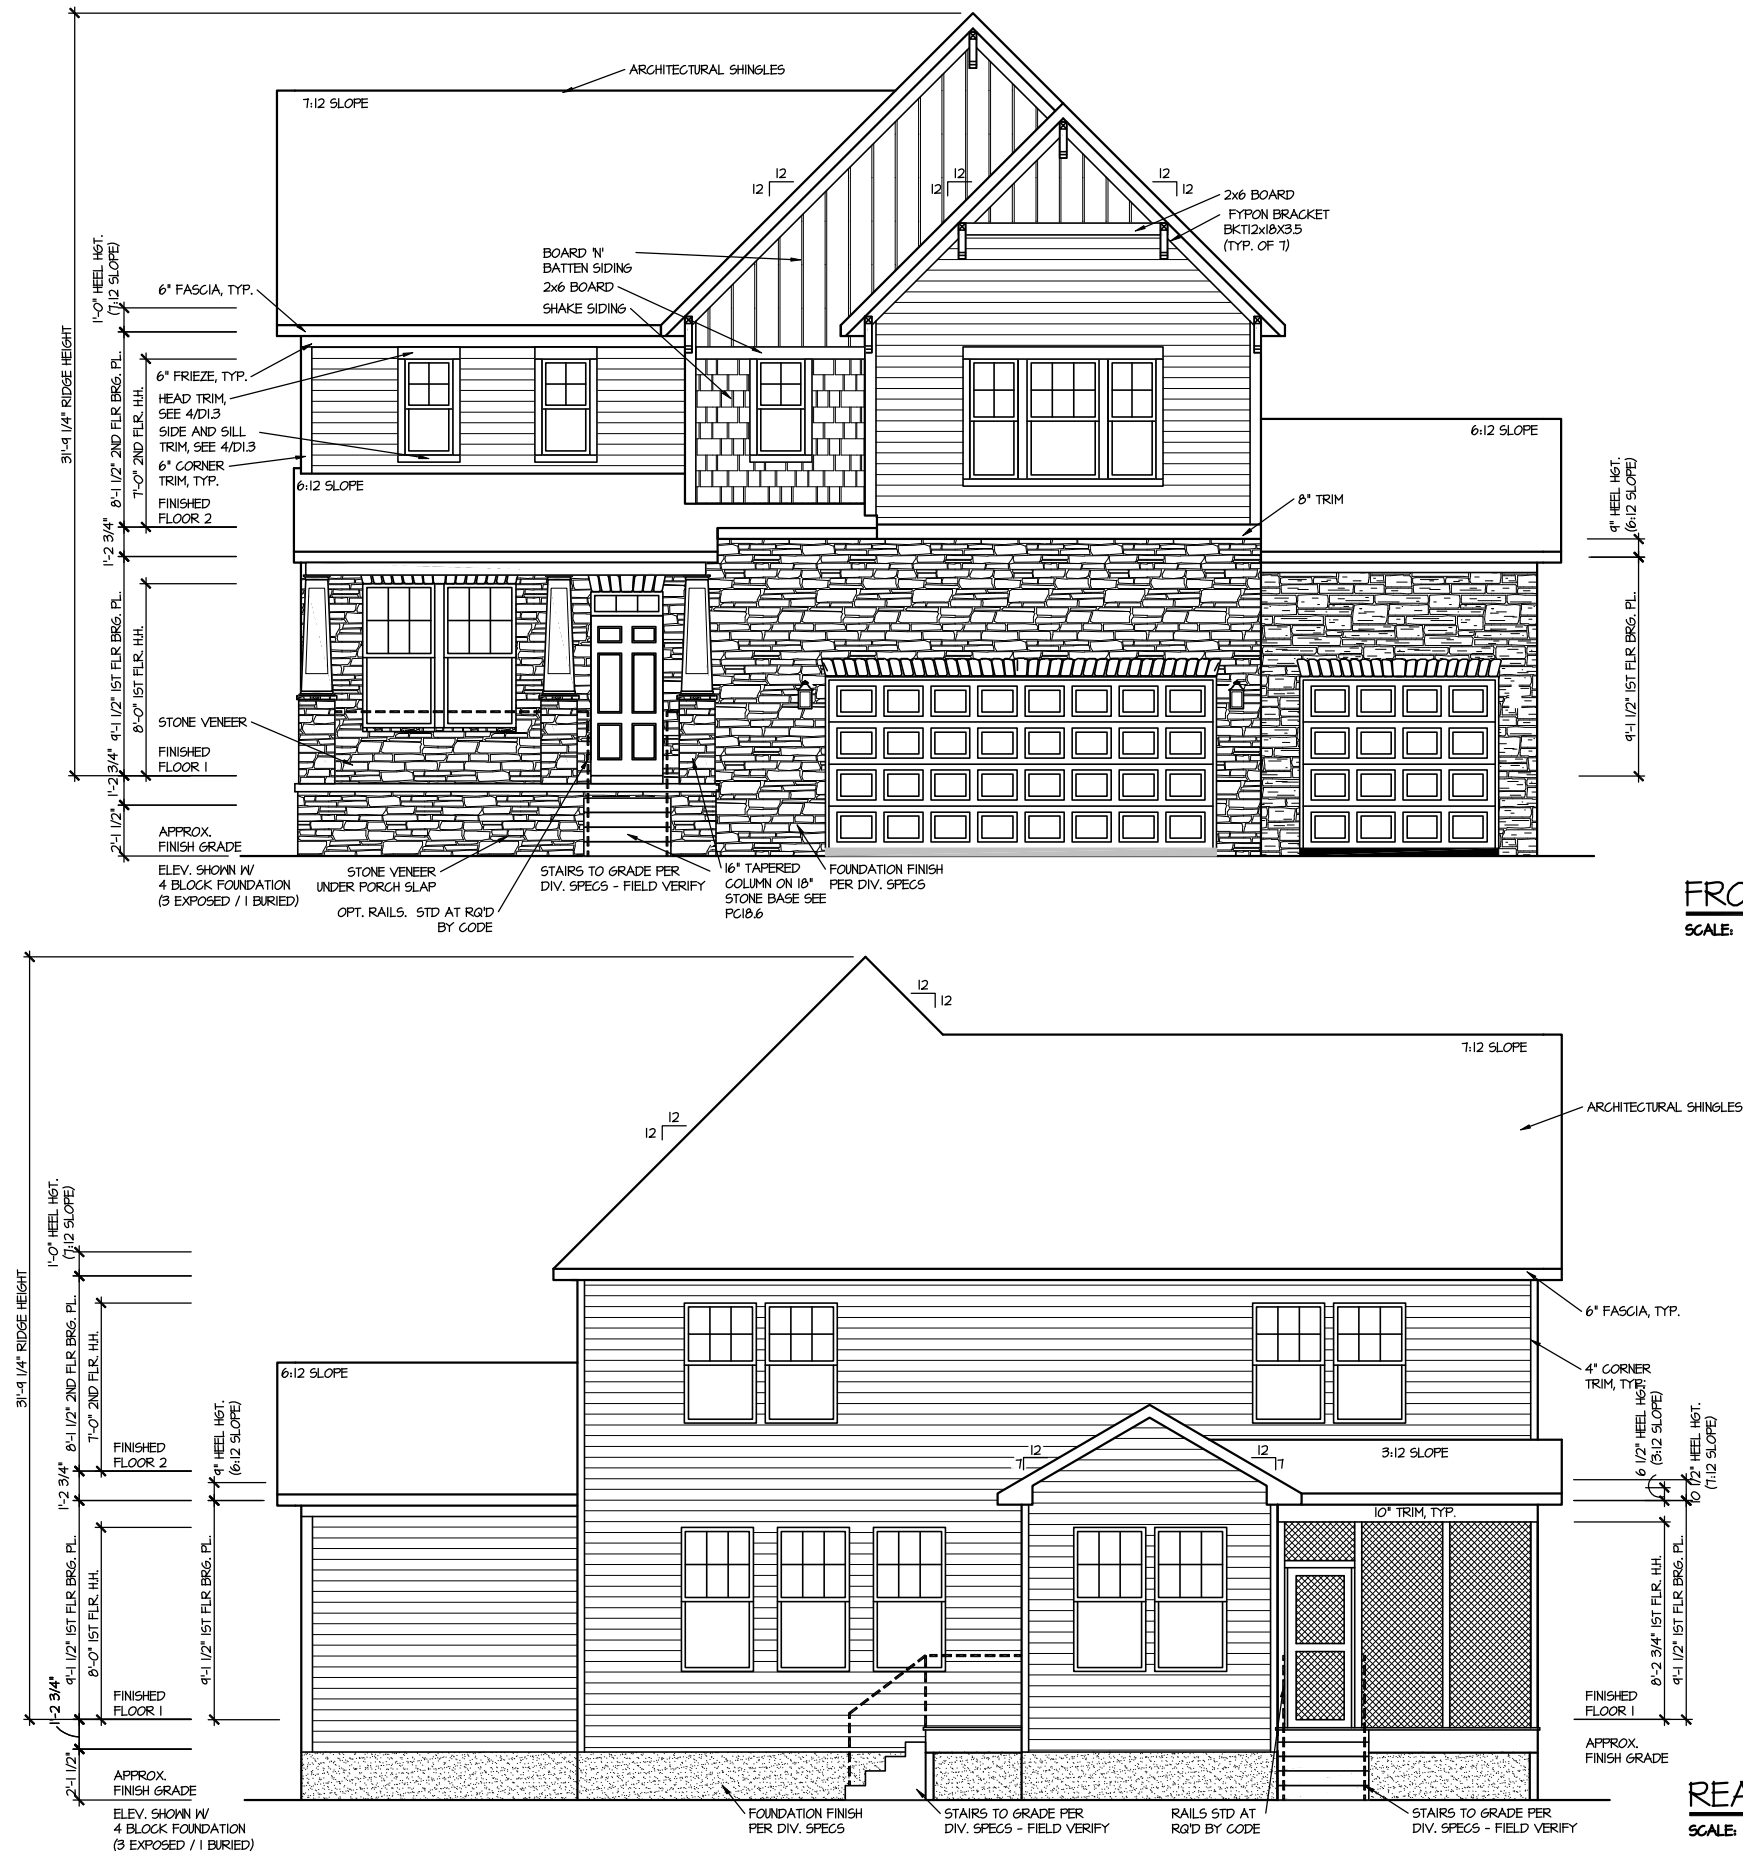 ARCHITECTURAL SHINGLES
7:12 SLOPE
12
12
12
12
12
12
2x6 BOARD
FYPON BRACKET
BKT12x18X3.5
(TYP. OF 7)
BOARD 'N'
BATTEN SIDING
2x6 BOARD
SHAKE SIDING
1'-0" HEEL HGT.
(7:12 SLOPE)
6" FASCIA, TYP.
31'-9 1/4" RIDGE HEIGHT
8'-1 1/2" 2ND FLR BRG. PL.
7'-0" 2ND FLR. H.H.
6" FRIEZE, TYP.
HEAD TRIM,
SEE 4/D1.3
SIDE AND SILL
TRIM, SEE 4/D1.3
6" CORNER
TRIM, TYP.
FINISHED
FLOOR 2
6:12 SLOPE
6:12 SLOPE
8" TRIM
9" HEEL HGT.
(6:12 SLOPE)
9'-1 1/2" 1ST FLR BRG. PL.
1'-2 3/4"
9'-1 1/2" 1ST FLR BRG. PL.
8'-0" 1ST FLR. H.H.
STONE VENEER
FINISHED
FLOOR 1
1'-2 3/4"
2'-1 1/2"
APPROX.
FINISH GRADE
ELEV. SHOWN W/
4 BLOCK FOUNDATION
(3 EXPOSED / 1 BURIED)
STONE VENEER
UNDER PORCH SLAP
OPT. RAILS. STD AT RQ'D
BY CODE
STAIRS TO GRADE PER
DIV. SPECS - FIELD VERIFY
16" TAPERED
COLUMN ON 18"
STONE BASE SEE
PC18.6
FOUNDATION FINISH
PER DIV. SPECS
FRO
SCALE:
12
12
7:12 SLOPE
12
12
ARCHITECTURAL SHINGLES
1'-0" HEEL HGT.
(7:12 SLOPE)
31'-9 1/4" RIDGE HEIGHT
8'-1 1/2" 2ND FLR BRG. PL.
7'-0" 2ND FLR. H.H.
6" FASCIA, TYP.
4" CORNER
TRIM, TYP.
6:12 SLOPE
9" HEEL HGT.
(6:12 SLOPE)
FINISHED
FLOOR 2
12
7
12
7
3:12 SLOPE
6 1/2" HEEL HGT.
(3:12 SLOPE)
10 1/2" HEEL HGT.
(7:12 SLOPE)
10" TRIM, TYP.
1'-2 3/4"
9'-1 1/2" 1ST FLR BRG. PL.
8'-0" 1ST FLR. H.H.
9'-1 1/2" 1ST FLR BRG. PL.
8'-2 3/4" 1ST FLR. H.H.
9'-1 1/2" 1ST FLR BRG. PL.
FINISHED
FLOOR 1
1'-2 3/4"
2'-1 1/2"
FINISHED
FLOOR 1
APPROX.
FINISH GRADE
APPROX.
FINISH GRADE
ELEV. SHOWN W/
4 BLOCK FOUNDATION
(3 EXPOSED / 1 BURIED)
FOUNDATION FINISH
PER DIV. SPECS
STAIRS TO GRADE PER
DIV. SPECS - FIELD VERIFY
RAILS STD AT
RQ'D BY CODE
STAIRS TO GRADE PER
DIV. SPECS - FIELD VERIFY
REA
SCALE: